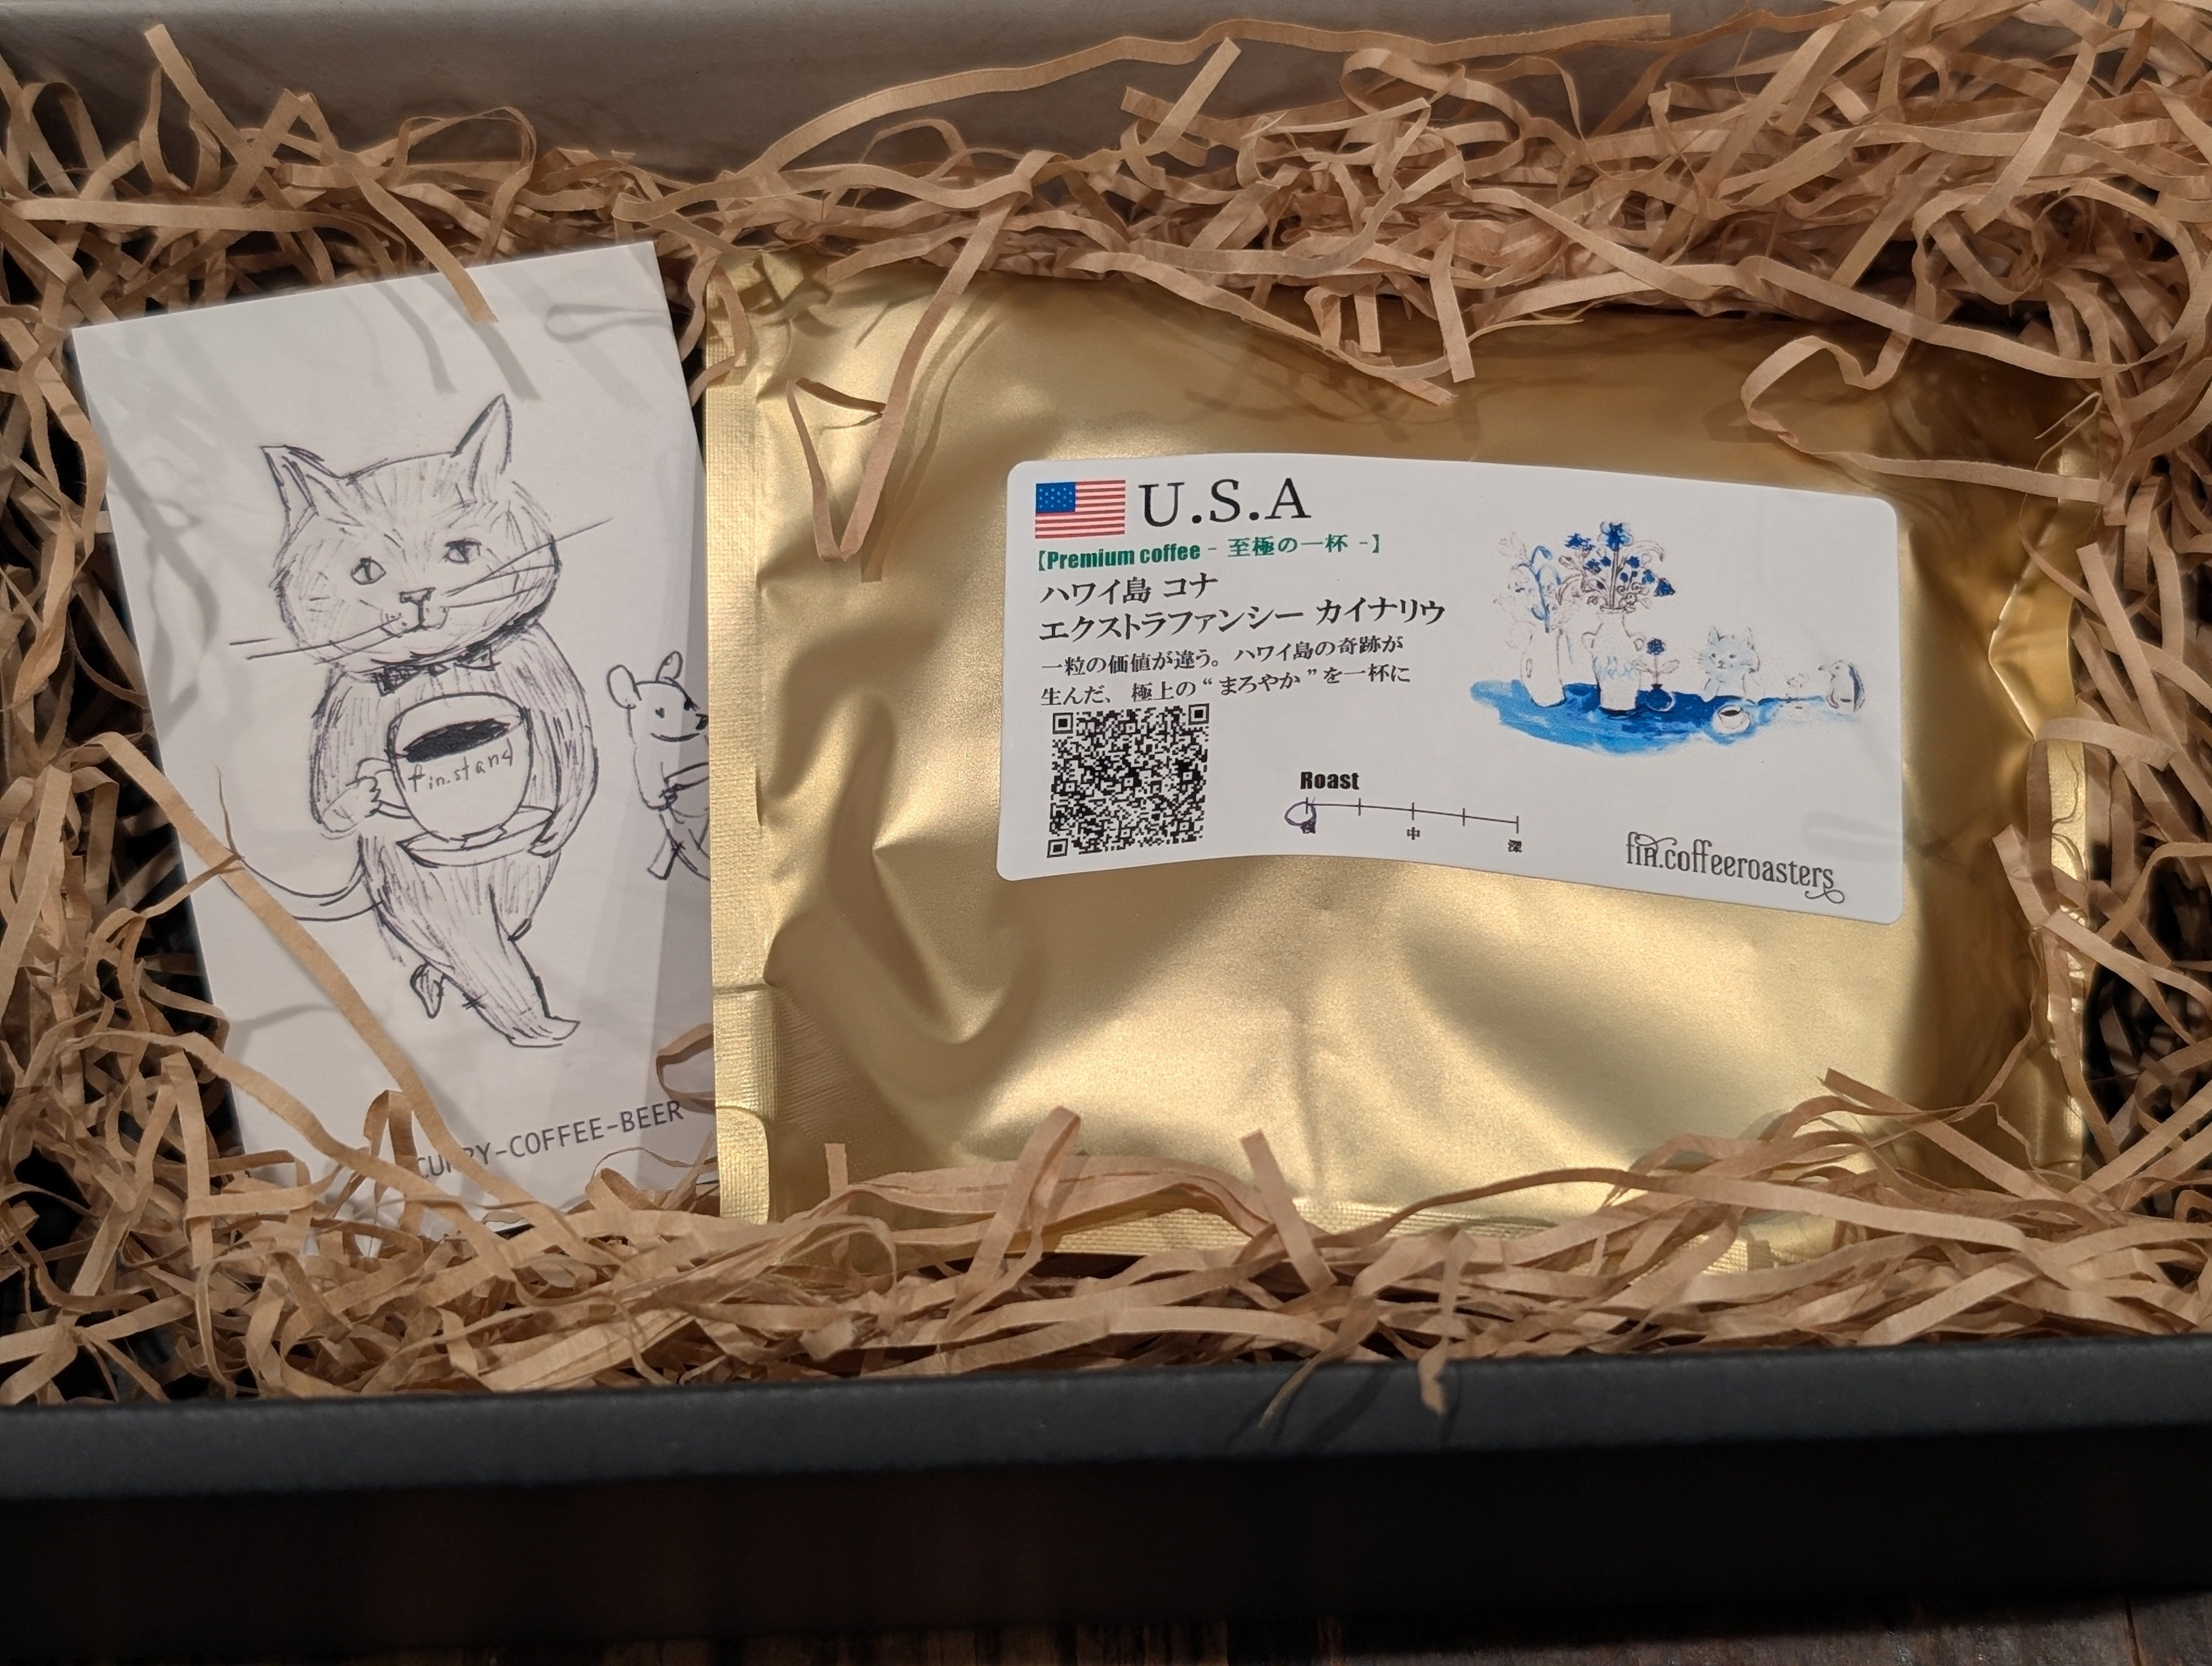 fin.stand
CURRY-COFFEE-BEER
U.S.A
【Premium coffee - 至極の一杯 -】
ハワイ島 コナ
エクストラファンシー カイナリウ
一粒の価値が違う。ハワイ島の奇跡が
生んだ、極上の“まろやか”を一杯に
Roast
中
深
fin.coffeeroasters